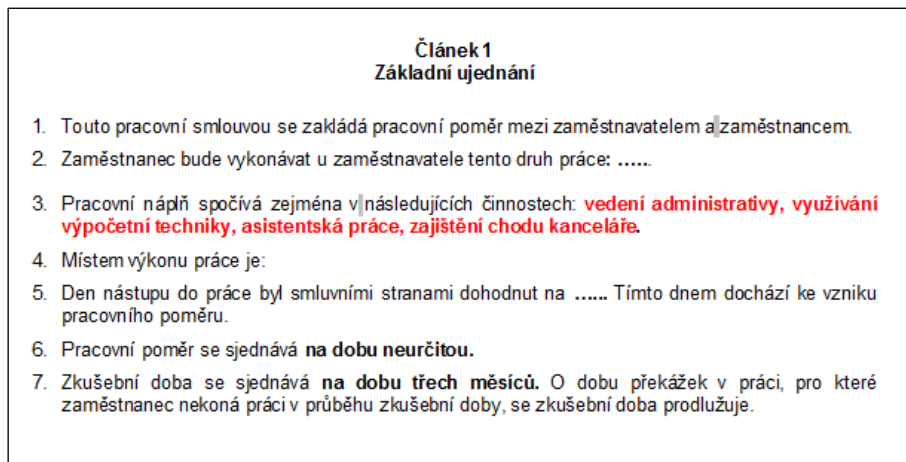 Článek 1
Základní ujednání
1. Touto pracovní smlouvou se zakládá pracovní poměr mezi zaměstnavatelem a zaměstnancem.
2. Zaměstnanec bude vykonávat u zaměstnavatele tento druh práce: .....
3. Pracovní náplň spočívá zejména v následujících činnostech: vedení administrativy, využívání
výpočetní techniky, asistentská práce, zajištění chodu kanceláře.
4. Místem výkonu práce je:
5. Den nástupu do práce byl smluvními stranami dohodnut na ...... Tímto dnem dochází ke vzniku
pracovního poměru.
6. Pracovní poměr se sjednává na dobu neurčitou.
7. Zkušební doba se sjednává na dobu třech měsíců. O dobu překážek v práci, pro které
zaměstnanec nekoná práci v průběhu zkušební doby, se zkušební doba prodlužuje.